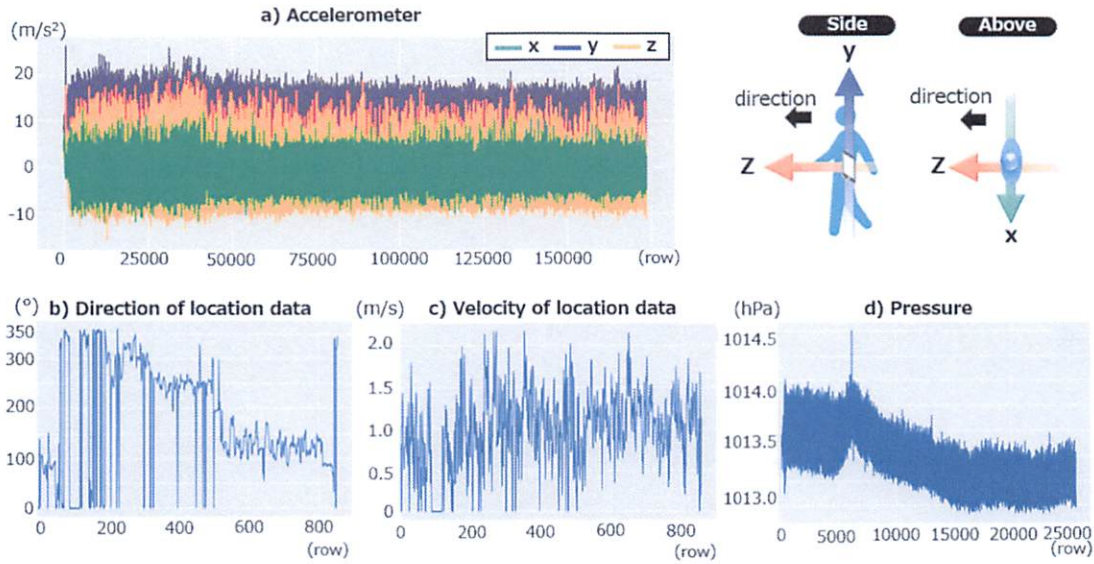 a) Accelerometer
(m/s²)
x y z
20
10
0
-10
0 25000 50000 75000 100000 125000 150000 (row)
Side Above
y
direction direction
Z Z
x
(°) b) Direction of location data
350
300
200
100
0
0 200 400 600 800
(row)
(m/s) c) Velocity of location data
2.0
1.5
1.0
0.5
0
0 200 400 600 800
(row)
(hPa) d) Pressure
1014.5
1014.0
1013.5
1013.0
0 5000 10000 15000 20000 25000
(row)